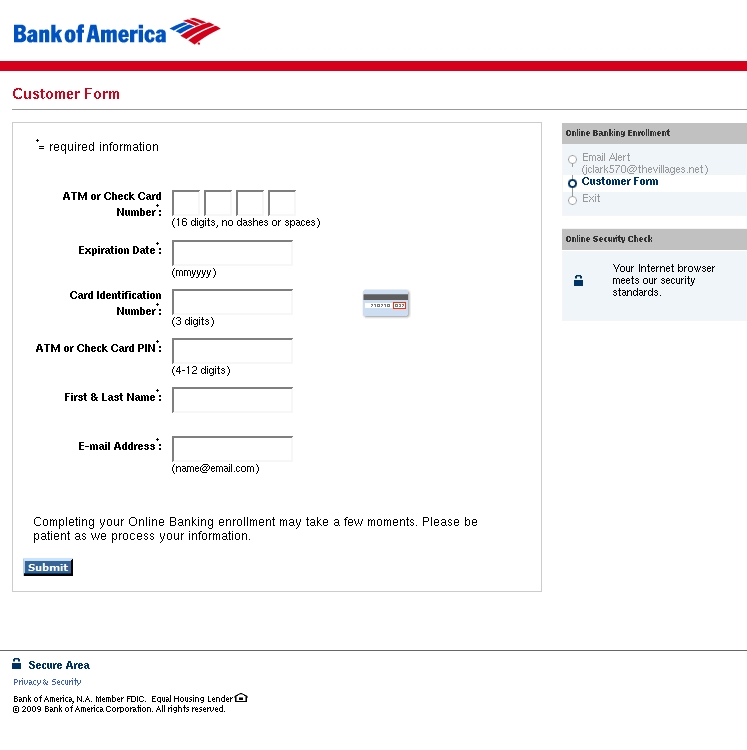 Bank of America
Customer Form
*= required information
ATM or Check Card
Number*:
(16 digits, no dashes or spaces)
Expiration Date*:
(mmyyyy)
Card Identification
Number*:
(3 digits)
ATM or Check Card PIN*:
(4-12 digits)
First & Last Name*:
E-mail Address*:
(name@email.com)
Completing your Online Banking enrollment may take a few moments. Please be
patient as we process your information.
Submit
Online Banking Enrollment
Email Alert
(jclark570@thevillages.net)
Customer Form
Exit
Online Security Check
Your Internet browser
meets our security
standards.
Secure Area
Privacy & Security
Bank of America, N.A. Member FDIC. Equal Housing Lender
© 2009 Bank of America Corporation. All rights reserved.